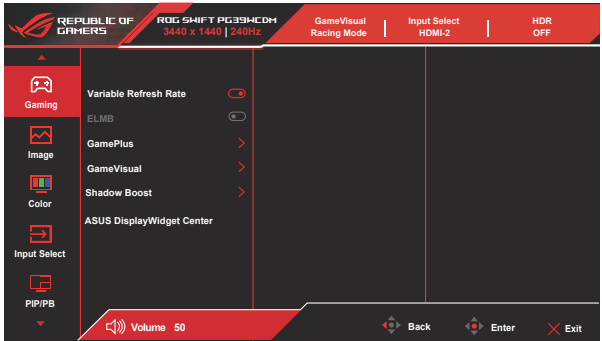 REPUBLIC OF
GAMERS
ROG SWIFT PG39WCDM
3440 x 1440 | 240Hz
GameVisual
Racing Mode
Input Select
HDMI-2
HDR
OFF
Gaming
Image
Color
Input Select
PIP/PB
Variable Refresh Rate
ELMB
GamePlus
GameVisual
Shadow Boost
ASUS DisplayWidget Center
Volume 50
Back
Enter
Exit